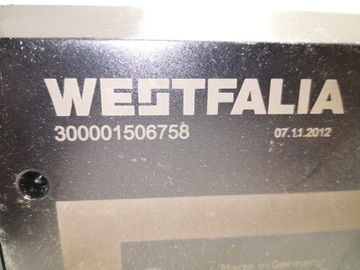 WESTFALIA
300001506758 07.11.2012
Made in Germany